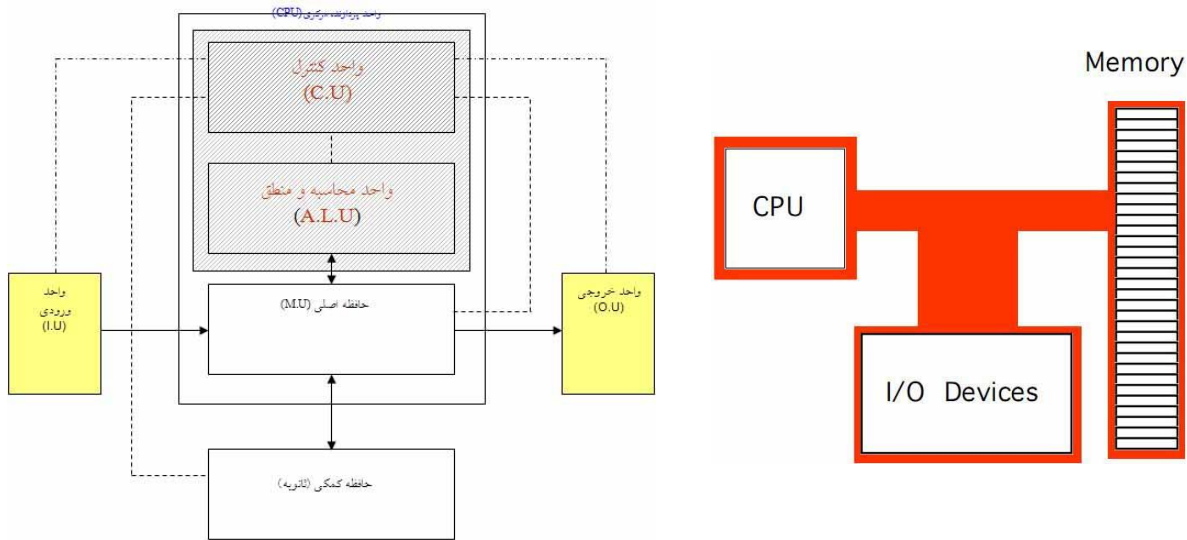 واحد پردازنده مرکزی(CPU)
واحد کنترل
(C.U)
واحد محاسبه و منطق
(A.L.U)
واحد
ورودی
(I.U)
حافظه اصلی (M.U)
واحد خروجی
(O.U)
حافظه کمکی (ثانویه)
Memory
CPU
I/O Devices